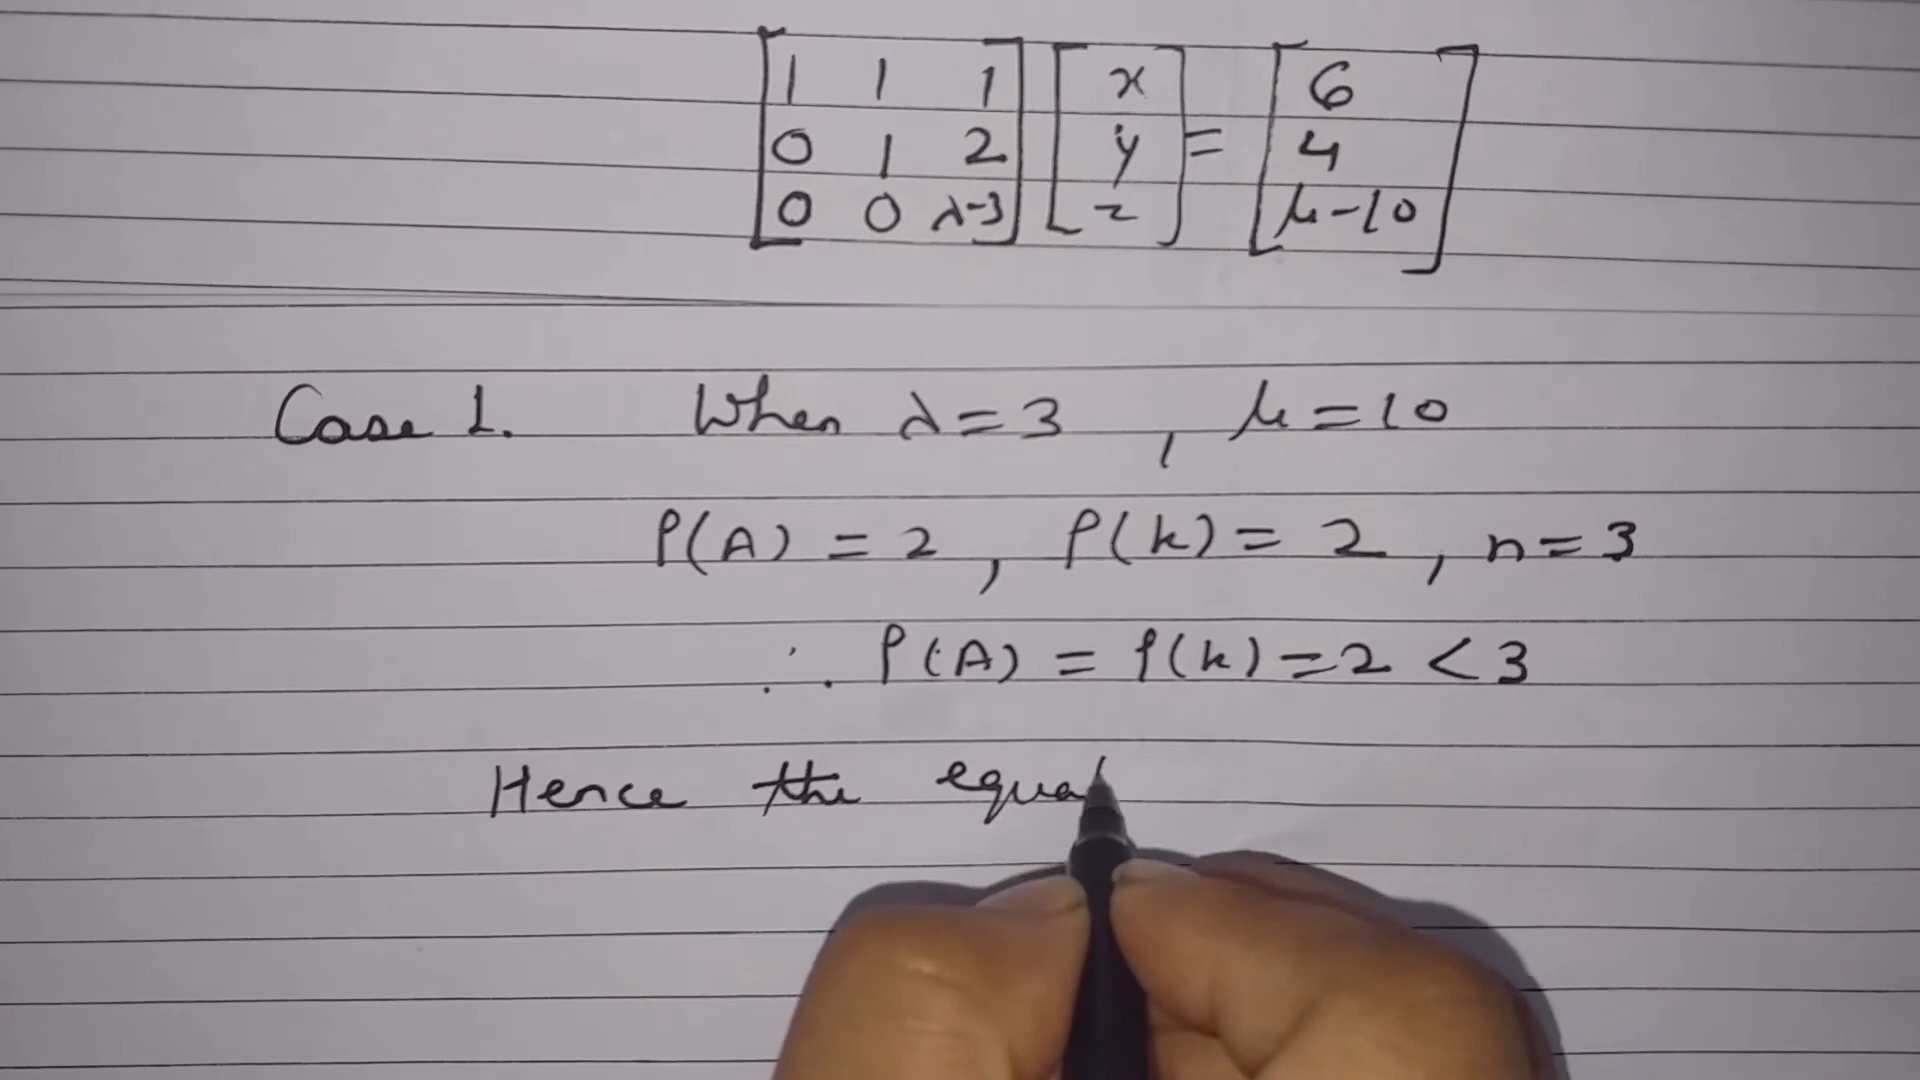 1 1 1 x 6
0 1 2 y = 4
0 0 λ-3 z μ-10
Case 1. When λ=3 , μ=10
ρ(A) = 2, ρ(k) = 2, n=3
∴ ρ(A) = ρ(k) = 2 < 3
Hence the equa